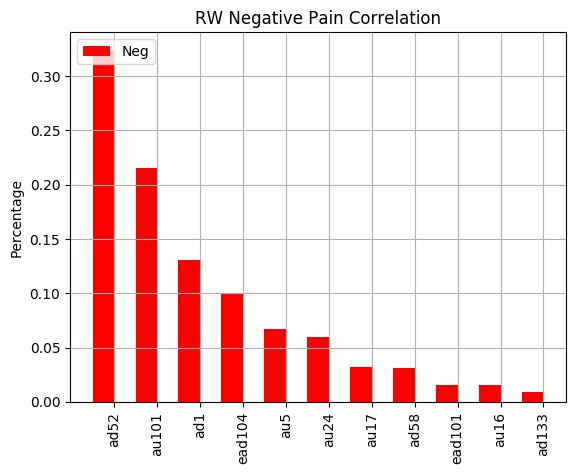 RW Negative Pain Correlation
Neg
Percentage
0.30
0.25
0.20
0.15
0.10
0.05
0.00
ad52
au101
ad1
ead104
au5
au24
au17
ad58
ead101
au16
ad133